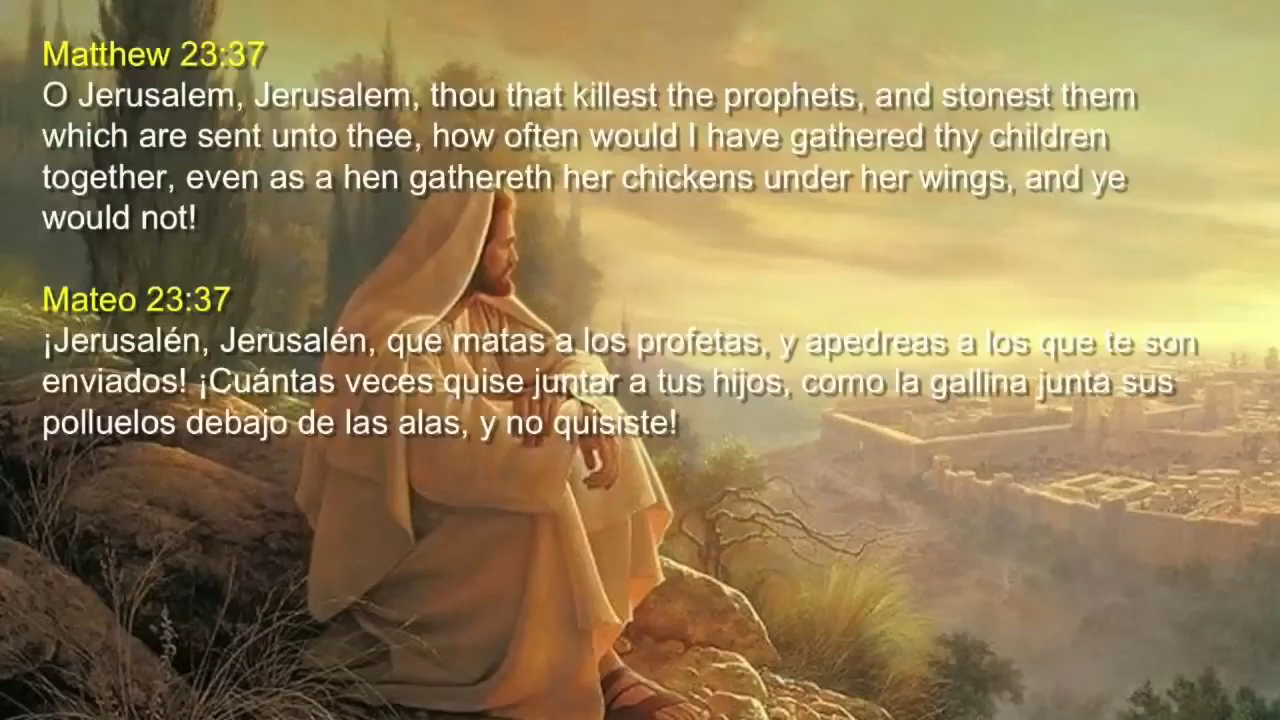 Matthew 23:37
O Jerusalem, Jerusalem, thou that killest the prophets, and stonest them
which are sent unto thee, how often would I have gathered thy children
together, even as a hen gathereth her chickens under her wings, and ye
would not!
Mateo 23:37
¡Jerusalén, Jerusalén, que matas a los profetas, y apedreas a los que te son
enviados! ¡Cuántas veces quise juntar a tus hijos, como la gallina junta sus
polluelos debajo de las alas, y no quisiste!